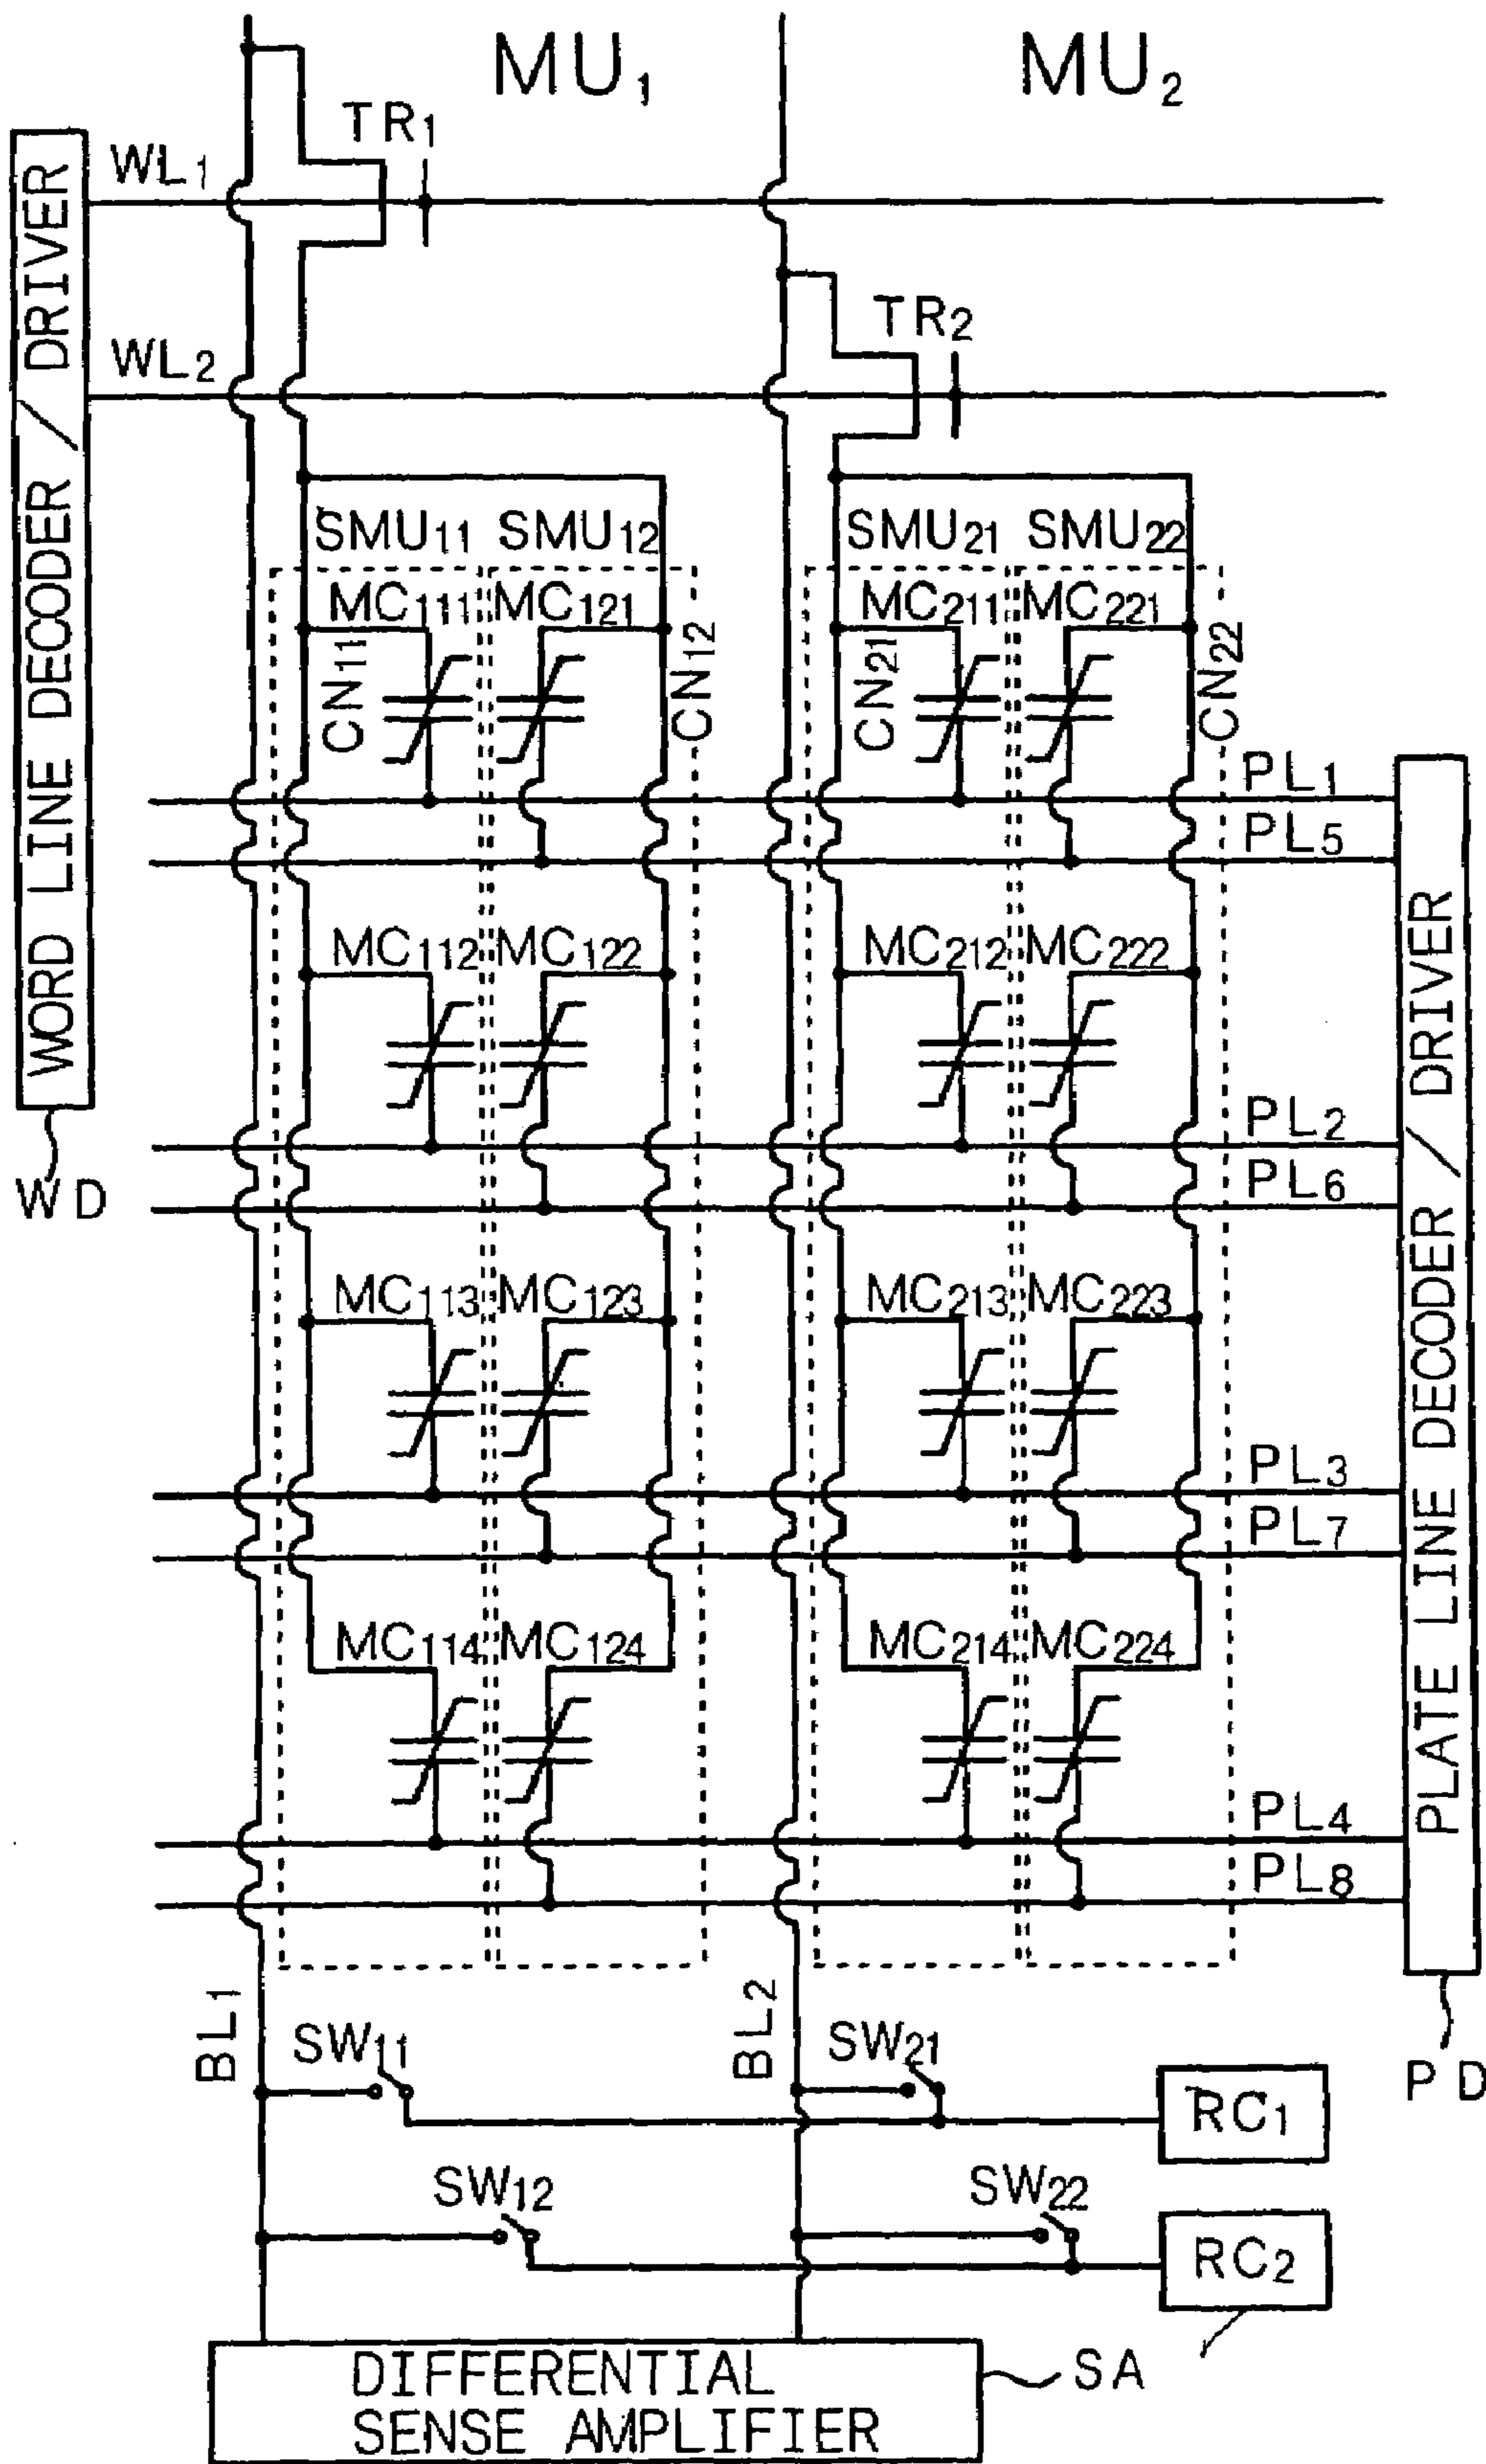 MU1 MU2
TR1
WL1
TR2
WL2
WORD LINE DECODER / DRIVER
WD
SMU11 SMU12 SMU21 SMU22
MC111 MC121 MC211 MC221
CN11 CN12 CN21 CN22
PL1
PL5
MC112 MC122 MC212 MC222
PL2
PL6
MC113 MC123 MC213 MC223
PL3
PL7
MC114 MC124 MC214 MC224
PL4
PL8
PLATE LINE DECODER / DRIVER
PD
BL1 BL2
SW11 SW21
RC1
SW12 SW22
RC2
DIFFERENTIAL
SENSE AMPLIFIER
SA